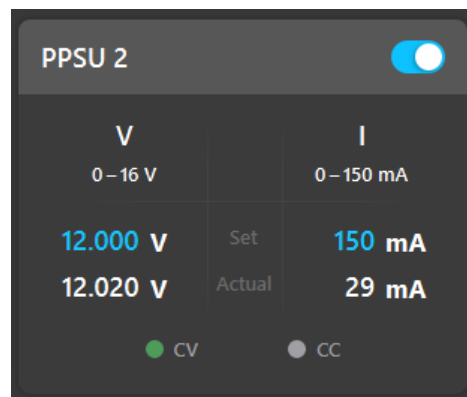 PPSU 2
V I
0–16 V 0–150 mA
12.000 V Set 150 mA
12.020 V Actual 29 mA
CV CC